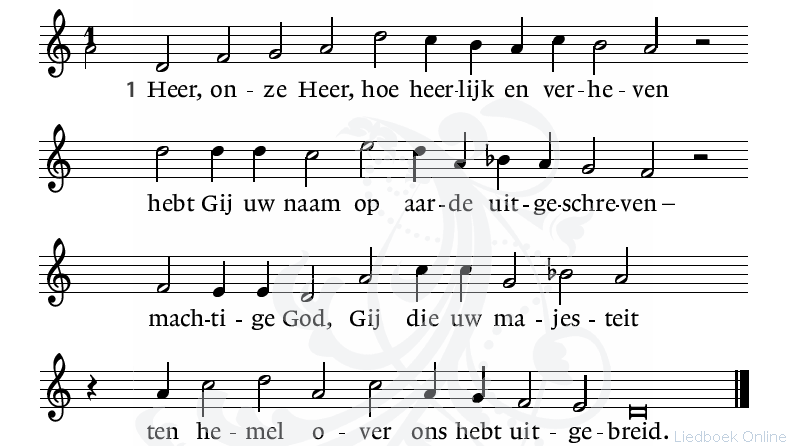 1
1 Heer, on - ze Heer, hoe heer-lijk en ver-he - ven
hebt Gij uw naam op aar-de uit-ge-schre-ven –
mach-ti - ge God, Gij die uw ma - jes - teit
ten he - mel o - ver ons hebt uit - ge-breid.
Liedboek Online